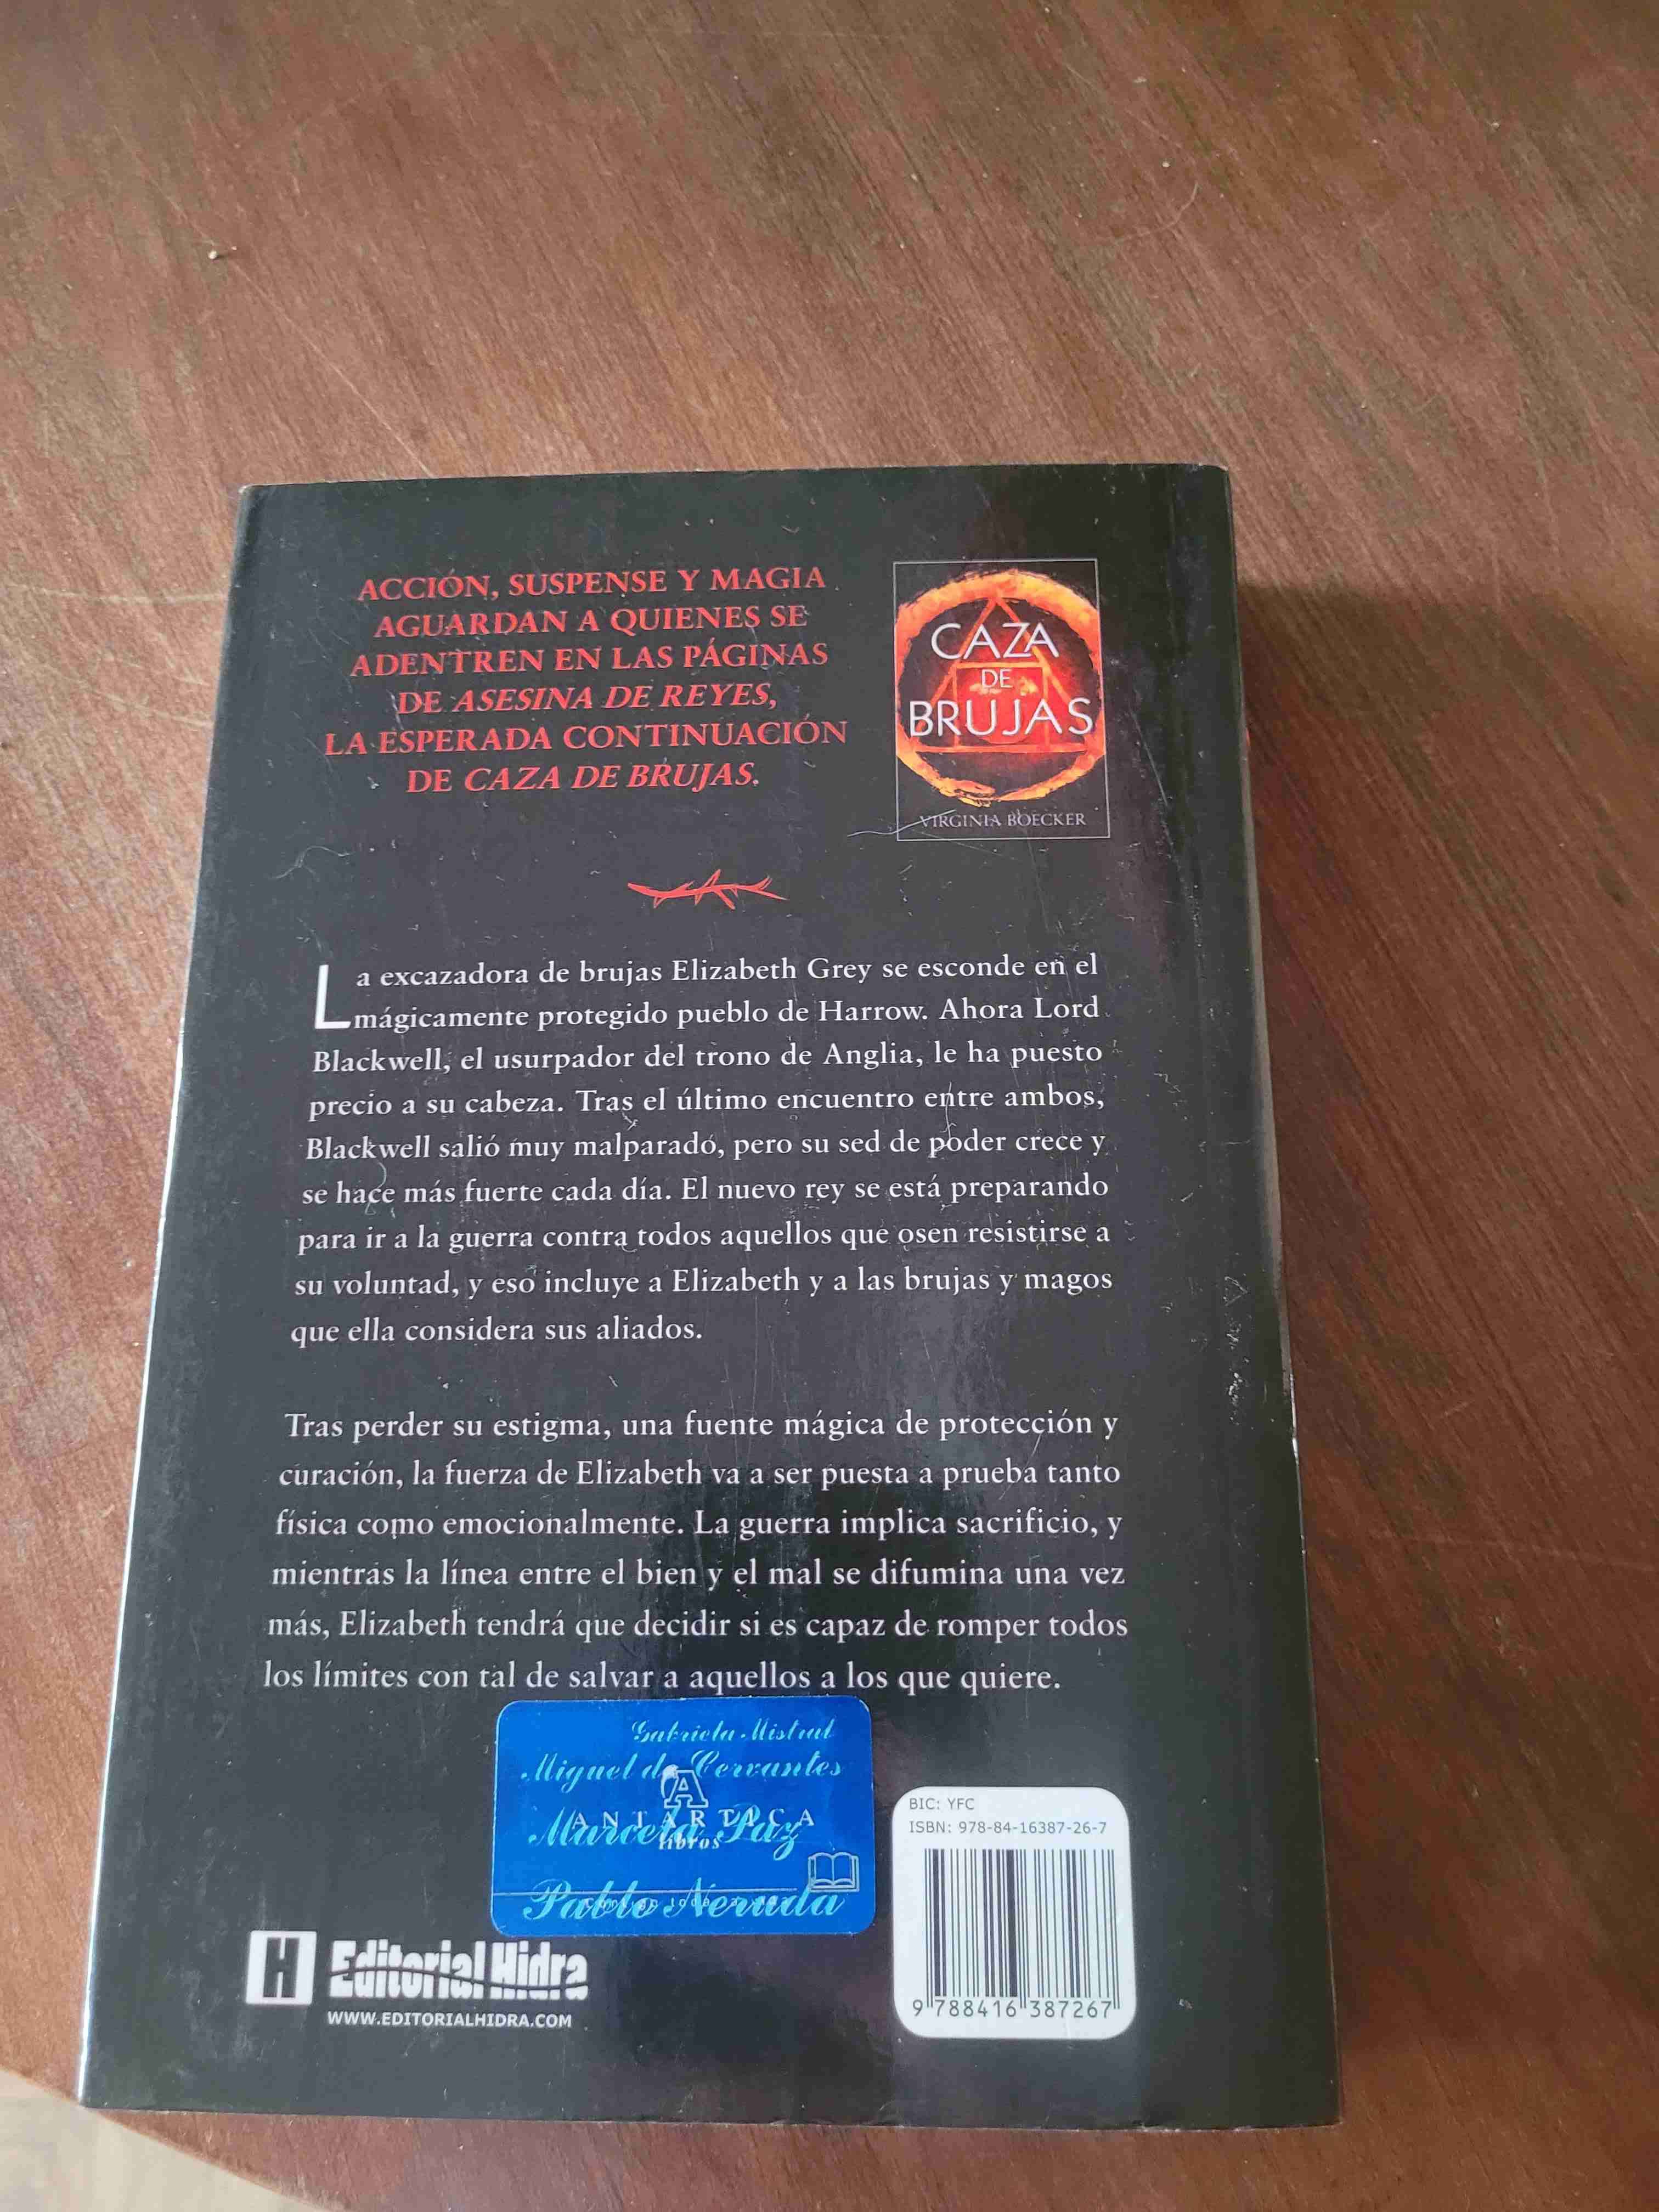 ACCIÓN, SUSPENSE Y MAGIA
AGUARDAN A QUIENES SE
ADENTREN EN LAS PÁGINAS
DE ASESINA DE REYES,
LA ESPERADA CONTINUACIÓN
DE CAZA DE BRUJAS.
CAZA
DE
BRUJAS
VIRGINIA BOECKER
La excazadora de brujas Elizabeth Grey se esconde en el
mágicamente protegido pueblo de Harrow. Ahora Lord
Blackwell, el usurpador del trono de Anglia, le ha puesto
precio a su cabeza. Tras el último encuentro entre ambos,
Blackwell salió muy malparado, pero su sed de poder crece y
se hace más fuerte cada día. El nuevo rey se está preparando
para ir a la guerra contra todos aquellos que osen resistirse a
su voluntad, y eso incluye a Elizabeth y a las brujas y magos
que ella considera sus aliados.
Tras perder su estigma, una fuente mágica de protección y
curación, la fuerza de Elizabeth va a ser puesta a prueba tanto
física como emocionalmente. La guerra implica sacrificio, y
mientras la línea entre el bien y el mal se difumina una vez
más, Elizabeth tendrá que decidir si es capaz de romper todos
los límites con tal de salvar a aquellos a los que quiere.
Gabriela Mistral
Miguel de Cervantes
A
ANTARTICA
Marcela Paz
libros
Pablo Neruda
BIC: YFC
ISBN: 978-84-16387-26-7
9 788416 387267
H Editorial Hidra
WWW.EDITORIALHIDRA.COM